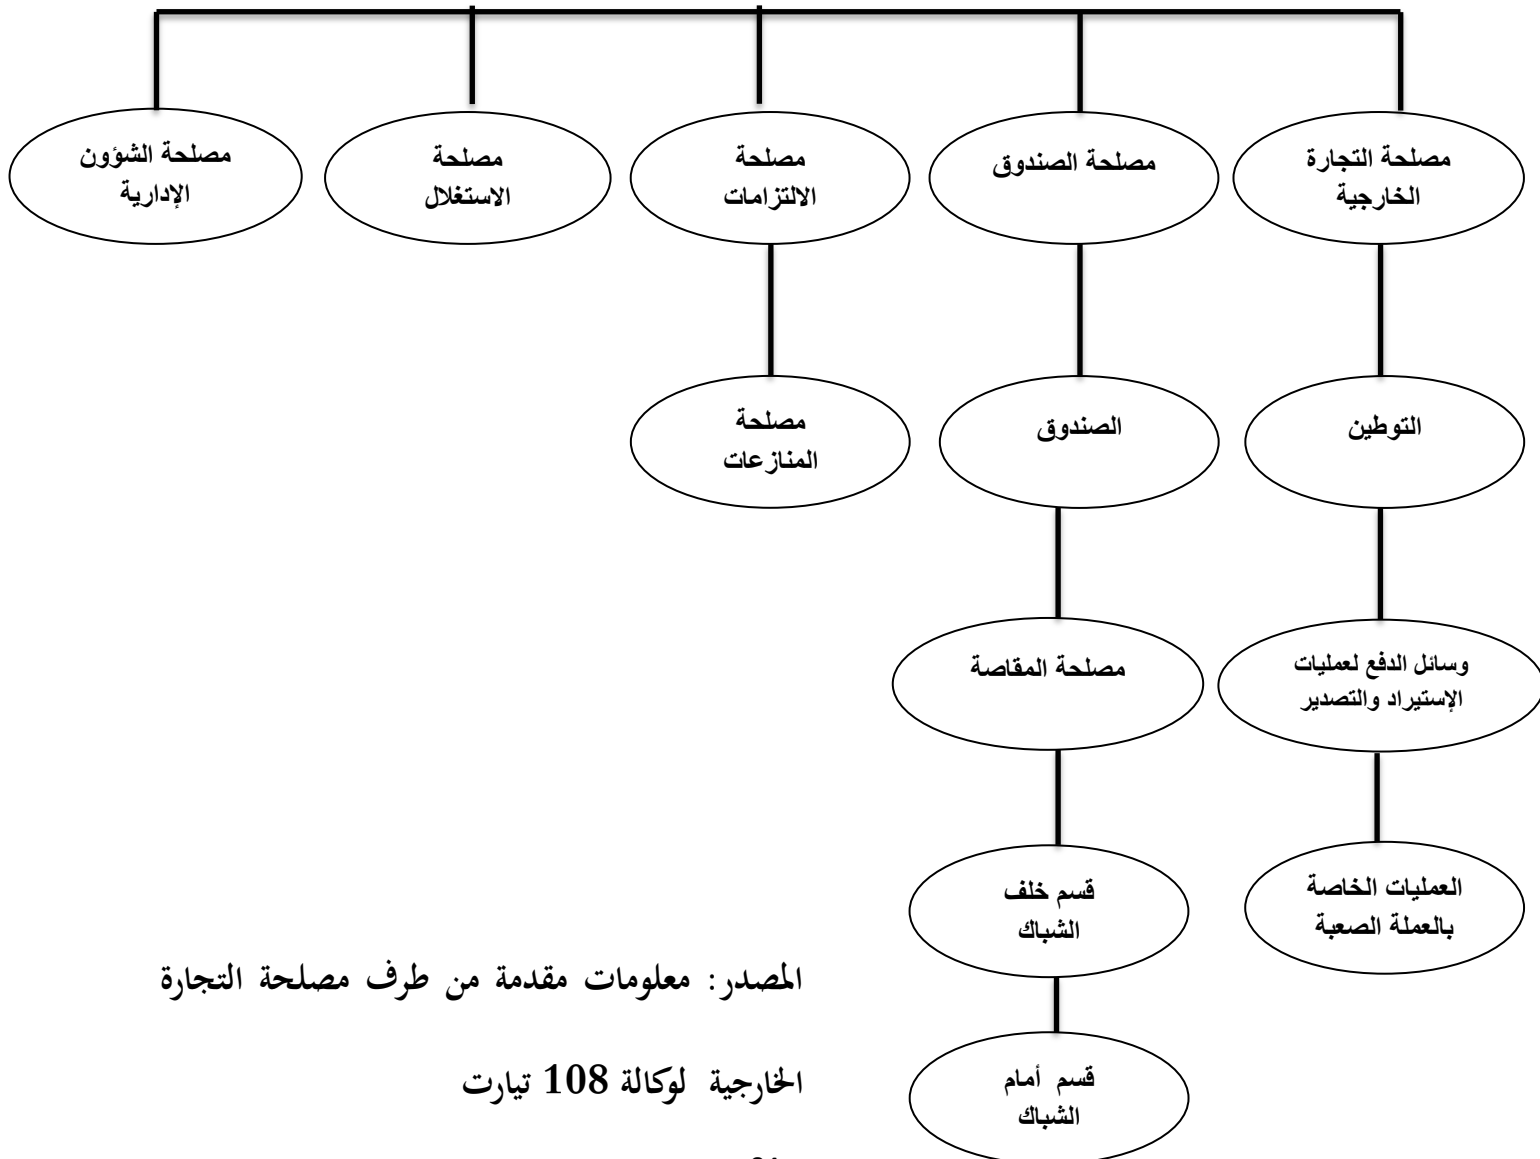 مصلحة التجارة
الخارجية
مصلحة الصندوق
مصلحة
الالتزامات
مصلحة
الاستغلال
مصلحة الشؤون
الإدارية
التوطين
الصندوق
مصلحة
المنازعات
وسائل الدفع لعمليات
الإستيراد والتصدير
مصلحة المقاصة
العمليات الخاصة
بالعملة الصعبة
قسم خلف
الشباك
قسم أمام
الشباك
المصدر: معلومات مقدمة من طرف مصلحة التجارة
الخارجية لوكالة 108 تيارت